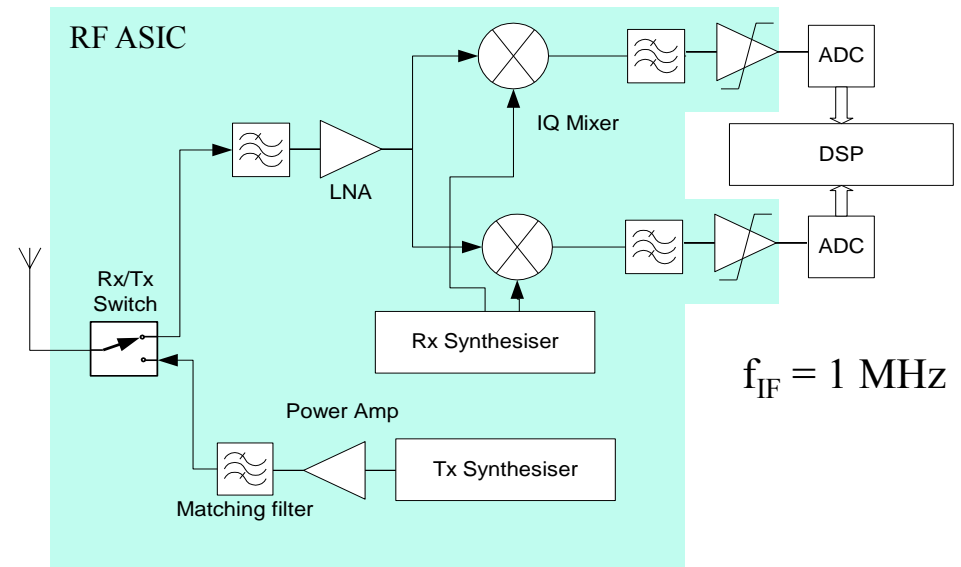 RF ASIC
ADC
IQ Mixer
DSP
LNA
ADC
Rx/Tx
Switch
Rx Synthesiser
f_IF = 1 MHz
Power Amp
Tx Synthesiser
Matching filter